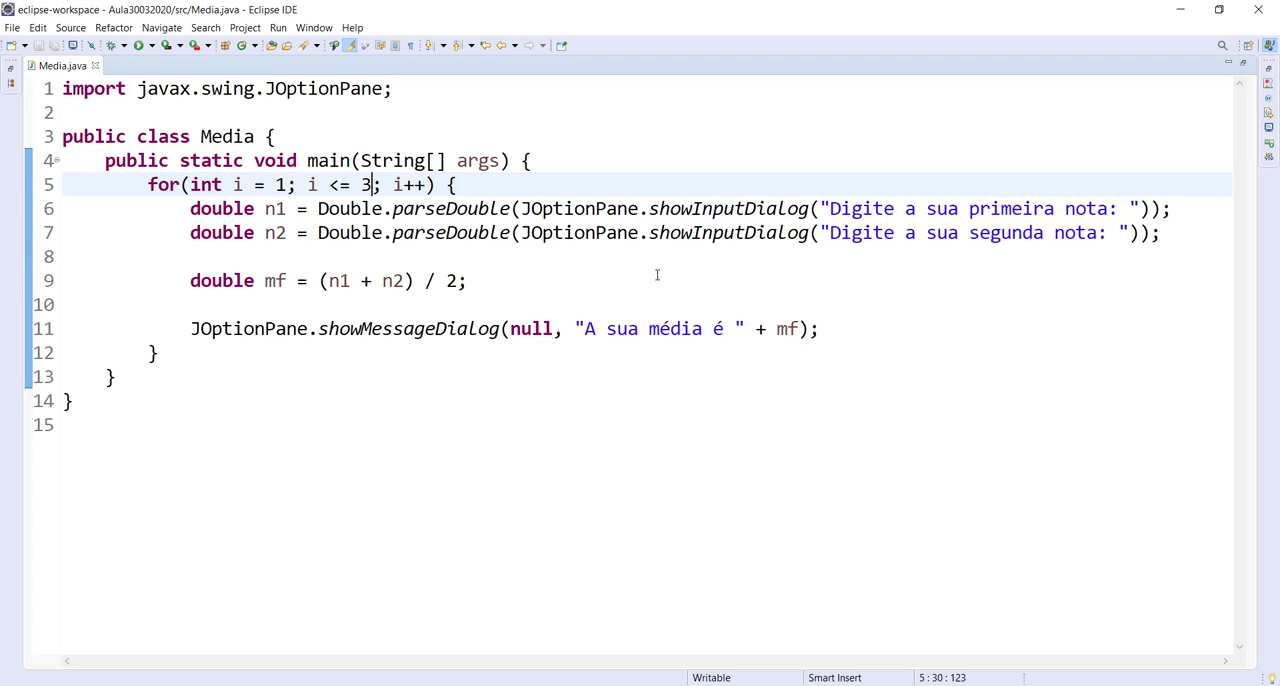 eclipse-workspace - Aula30032020/src/Media.java - Eclipse IDE
File Edit Source Refactor Navigate Search Project Run Window Help
Media.java
1 import javax.swing.JOptionPane;
2
3 public class Media {
4 public static void main(String[] args) {
5 for(int i = 1; i <= 3; i++) {
6 double n1 = Double.parseDouble(JOptionPane.showInputDialog("Digite a sua primeira nota: "));
7 double n2 = Double.parseDouble(JOptionPane.showInputDialog("Digite a sua segunda nota: "));
8
9 double mf = (n1 + n2) / 2;
10
11 JOptionPane.showMessageDialog(null, "A sua média é " + mf);
12 }
13 }
14 }
15
Writable Smart Insert 5 : 30 : 123